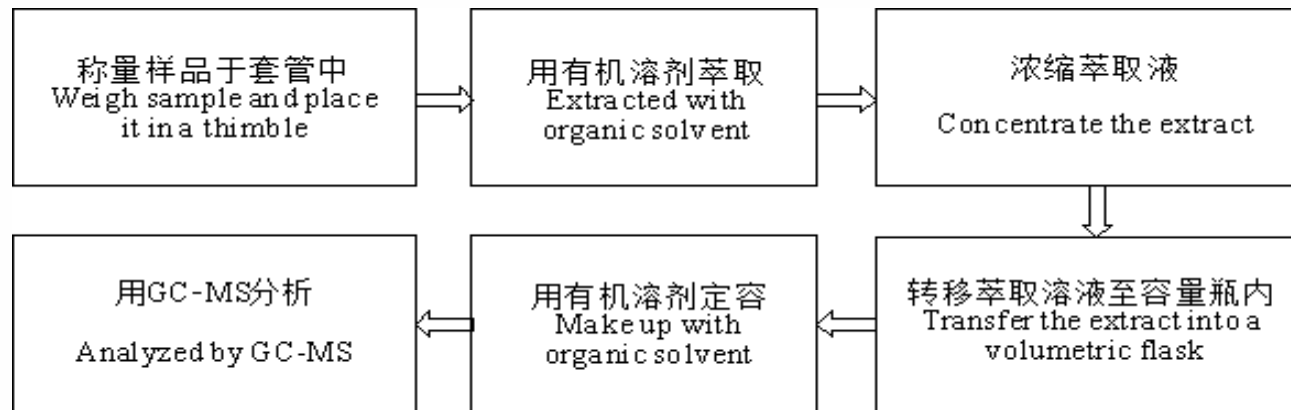 称量样品于套管中
Weigh sample and place
it in a thimble
用有机溶剂萃取
Extracted with
organic solvent
浓缩萃取液
Concentrate the extract
转移萃取溶液至容量瓶内
Transfer the extract into a
volumetric flask
用有机溶剂定容
Make up with
organic solvent
用GC-MS分析
Analyzed by GC-MS